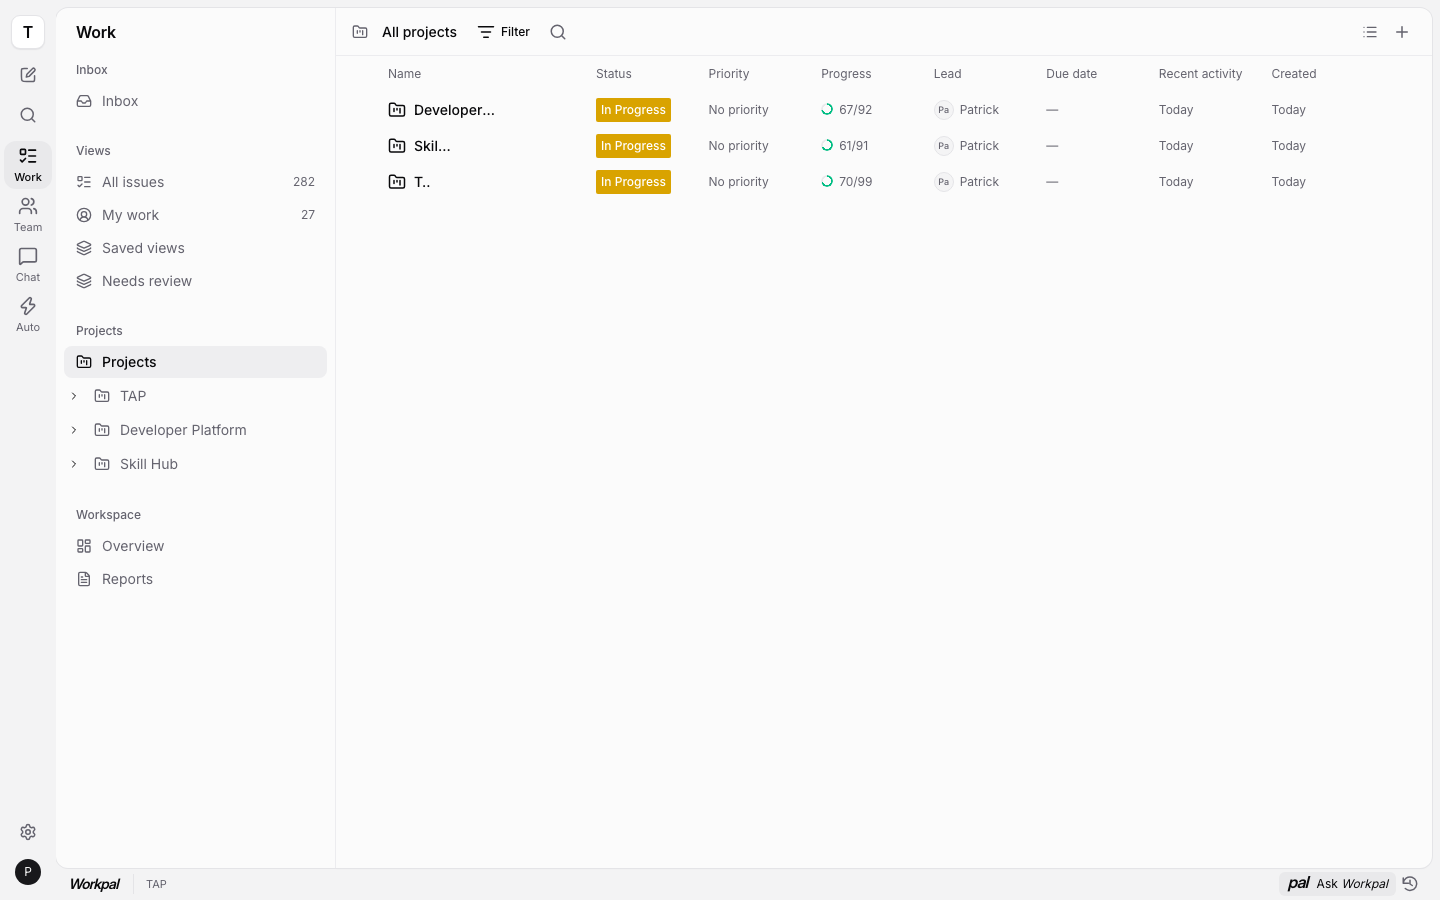 T
Work
Team
Chat
Auto
P
Work
Inbox
Inbox
Views
All issues 282
My work 27
Saved views
Needs review
Projects
Projects
TAP
Developer Platform
Skill Hub
Workspace
Overview
Reports
All projects Filter
Name Status Priority Progress Lead Due date Recent activity Created
Developer... In Progress No priority 67/92 Pa Patrick — Today Today
Skil... In Progress No priority 61/91 Pa Patrick — Today Today
T.. In Progress No priority 70/99 Pa Patrick — Today Today
Workpal TAP
pal Ask Workpal